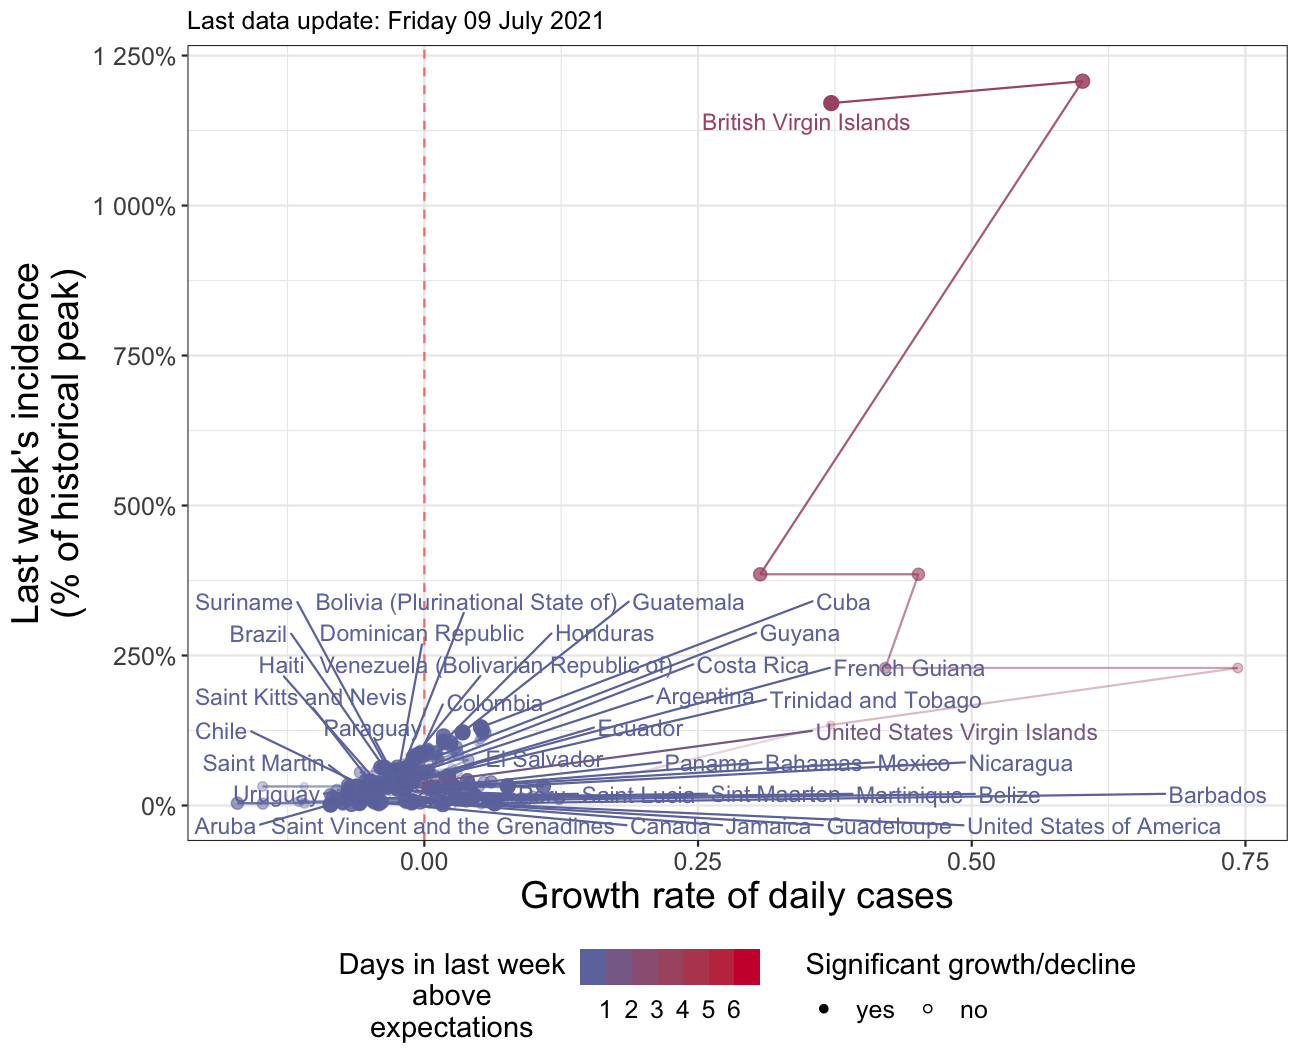 Last data update: Friday 09 July 2021
1 250%
1 000%
750%
500%
250%
0%
Last week's incidence
(% of historical peak)
British Virgin Islands
Suriname
Bolivia (Plurinational State of)
Guatemala
Cuba
Brazil
Dominican Republic
Honduras
Guyana
Haiti
Venezuela (Bolivarian Republic of)
Costa Rica
French Guiana
Saint Kitts and Nevis
Colombia
Argentina
Trinidad and Tobago
Chile
Paraguay
Ecuador
United States Virgin Islands
Saint Martin
El Salvador
Panama
Bahamas
Mexico
Nicaragua
Uruguay
Peru
Saint Lucia
Sint Maarten
Martinique
Belize
Barbados
Aruba
Saint Vincent and the Grenadines
Canada
Jamaica
Guadeloupe
United States of America
0.00
0.25
0.50
0.75
Growth rate of daily cases
Days in last week
above
expectations
1 2 3 4 5 6
Significant growth/decline
yes
no